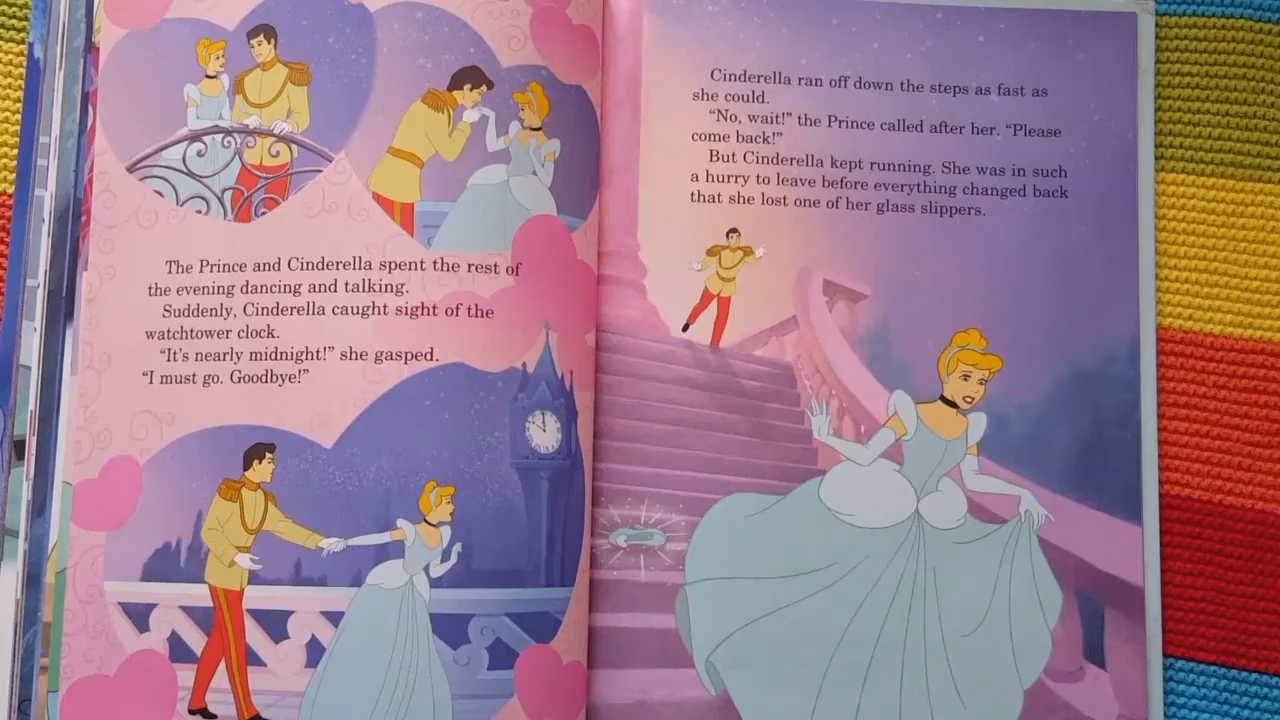 The Prince and Cinderella spent the rest of
the evening dancing and talking.
Suddenly, Cinderella caught sight of the
watchtower clock.
“It's nearly midnight!” she gasped.
“I must go. Goodbye!”
Cinderella ran off down the steps as fast as
she could.
“No, wait!” the Prince called after her. “Please
come back!”
But Cinderella kept running. She was in such
a hurry to leave before everything changed back
that she lost one of her glass slippers.